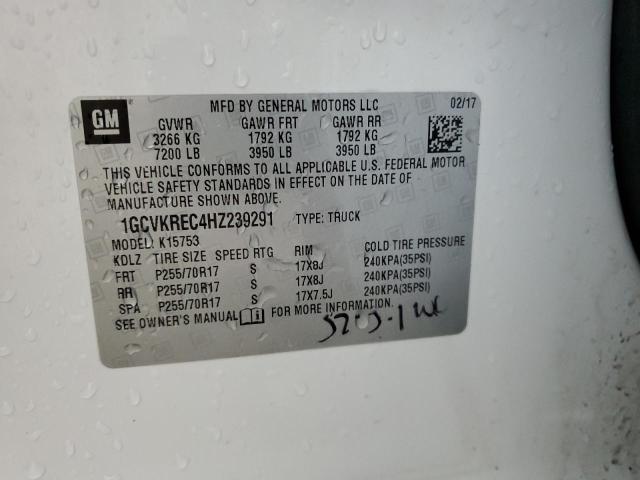 GM
MFD BY GENERAL MOTORS LLC 02/17
GVWR GAWR FRT GAWR RR
3266 KG 1792 KG 1792 KG
7200 LB 3950 LB 3950 LB
THIS VEHICLE CONFORMS TO ALL APPLICABLE U.S. FEDERAL MOTOR
VEHICLE SAFETY STANDARDS IN EFFECT ON THE DATE OF
MANUFACTURE SHOWN ABOVE.
1GCVKREC4HZ239291 TYPE: TRUCK
MODEL: K15753
KDLZ TIRE SIZE SPEED RTG RIM COLD TIRE PRESSURE
FRT P255/70R17 S 17X8J 240KPA(35PSI)
RR P255/70R17 S 17X8J 240KPA(35PSI)
SPA P255/70R17 S 17X7.5J 240KPA(35PSI)
SEE OWNER'S MANUAL FOR MORE INFORMATION.